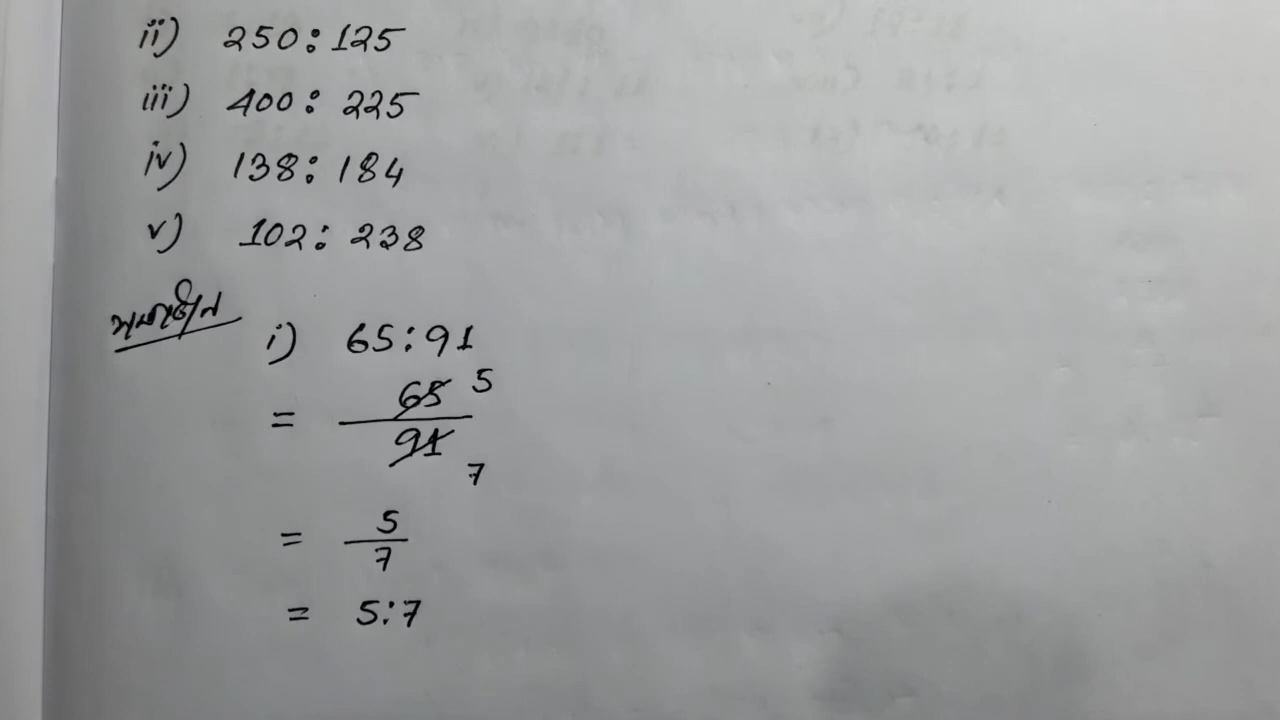 ii) 250 : 125
iii) 400 : 225
iv) 138 : 184
v) 102 : 238
সমাধান
i) 65 : 91
= 65 5
91 7
= 5
7
= 5 : 7